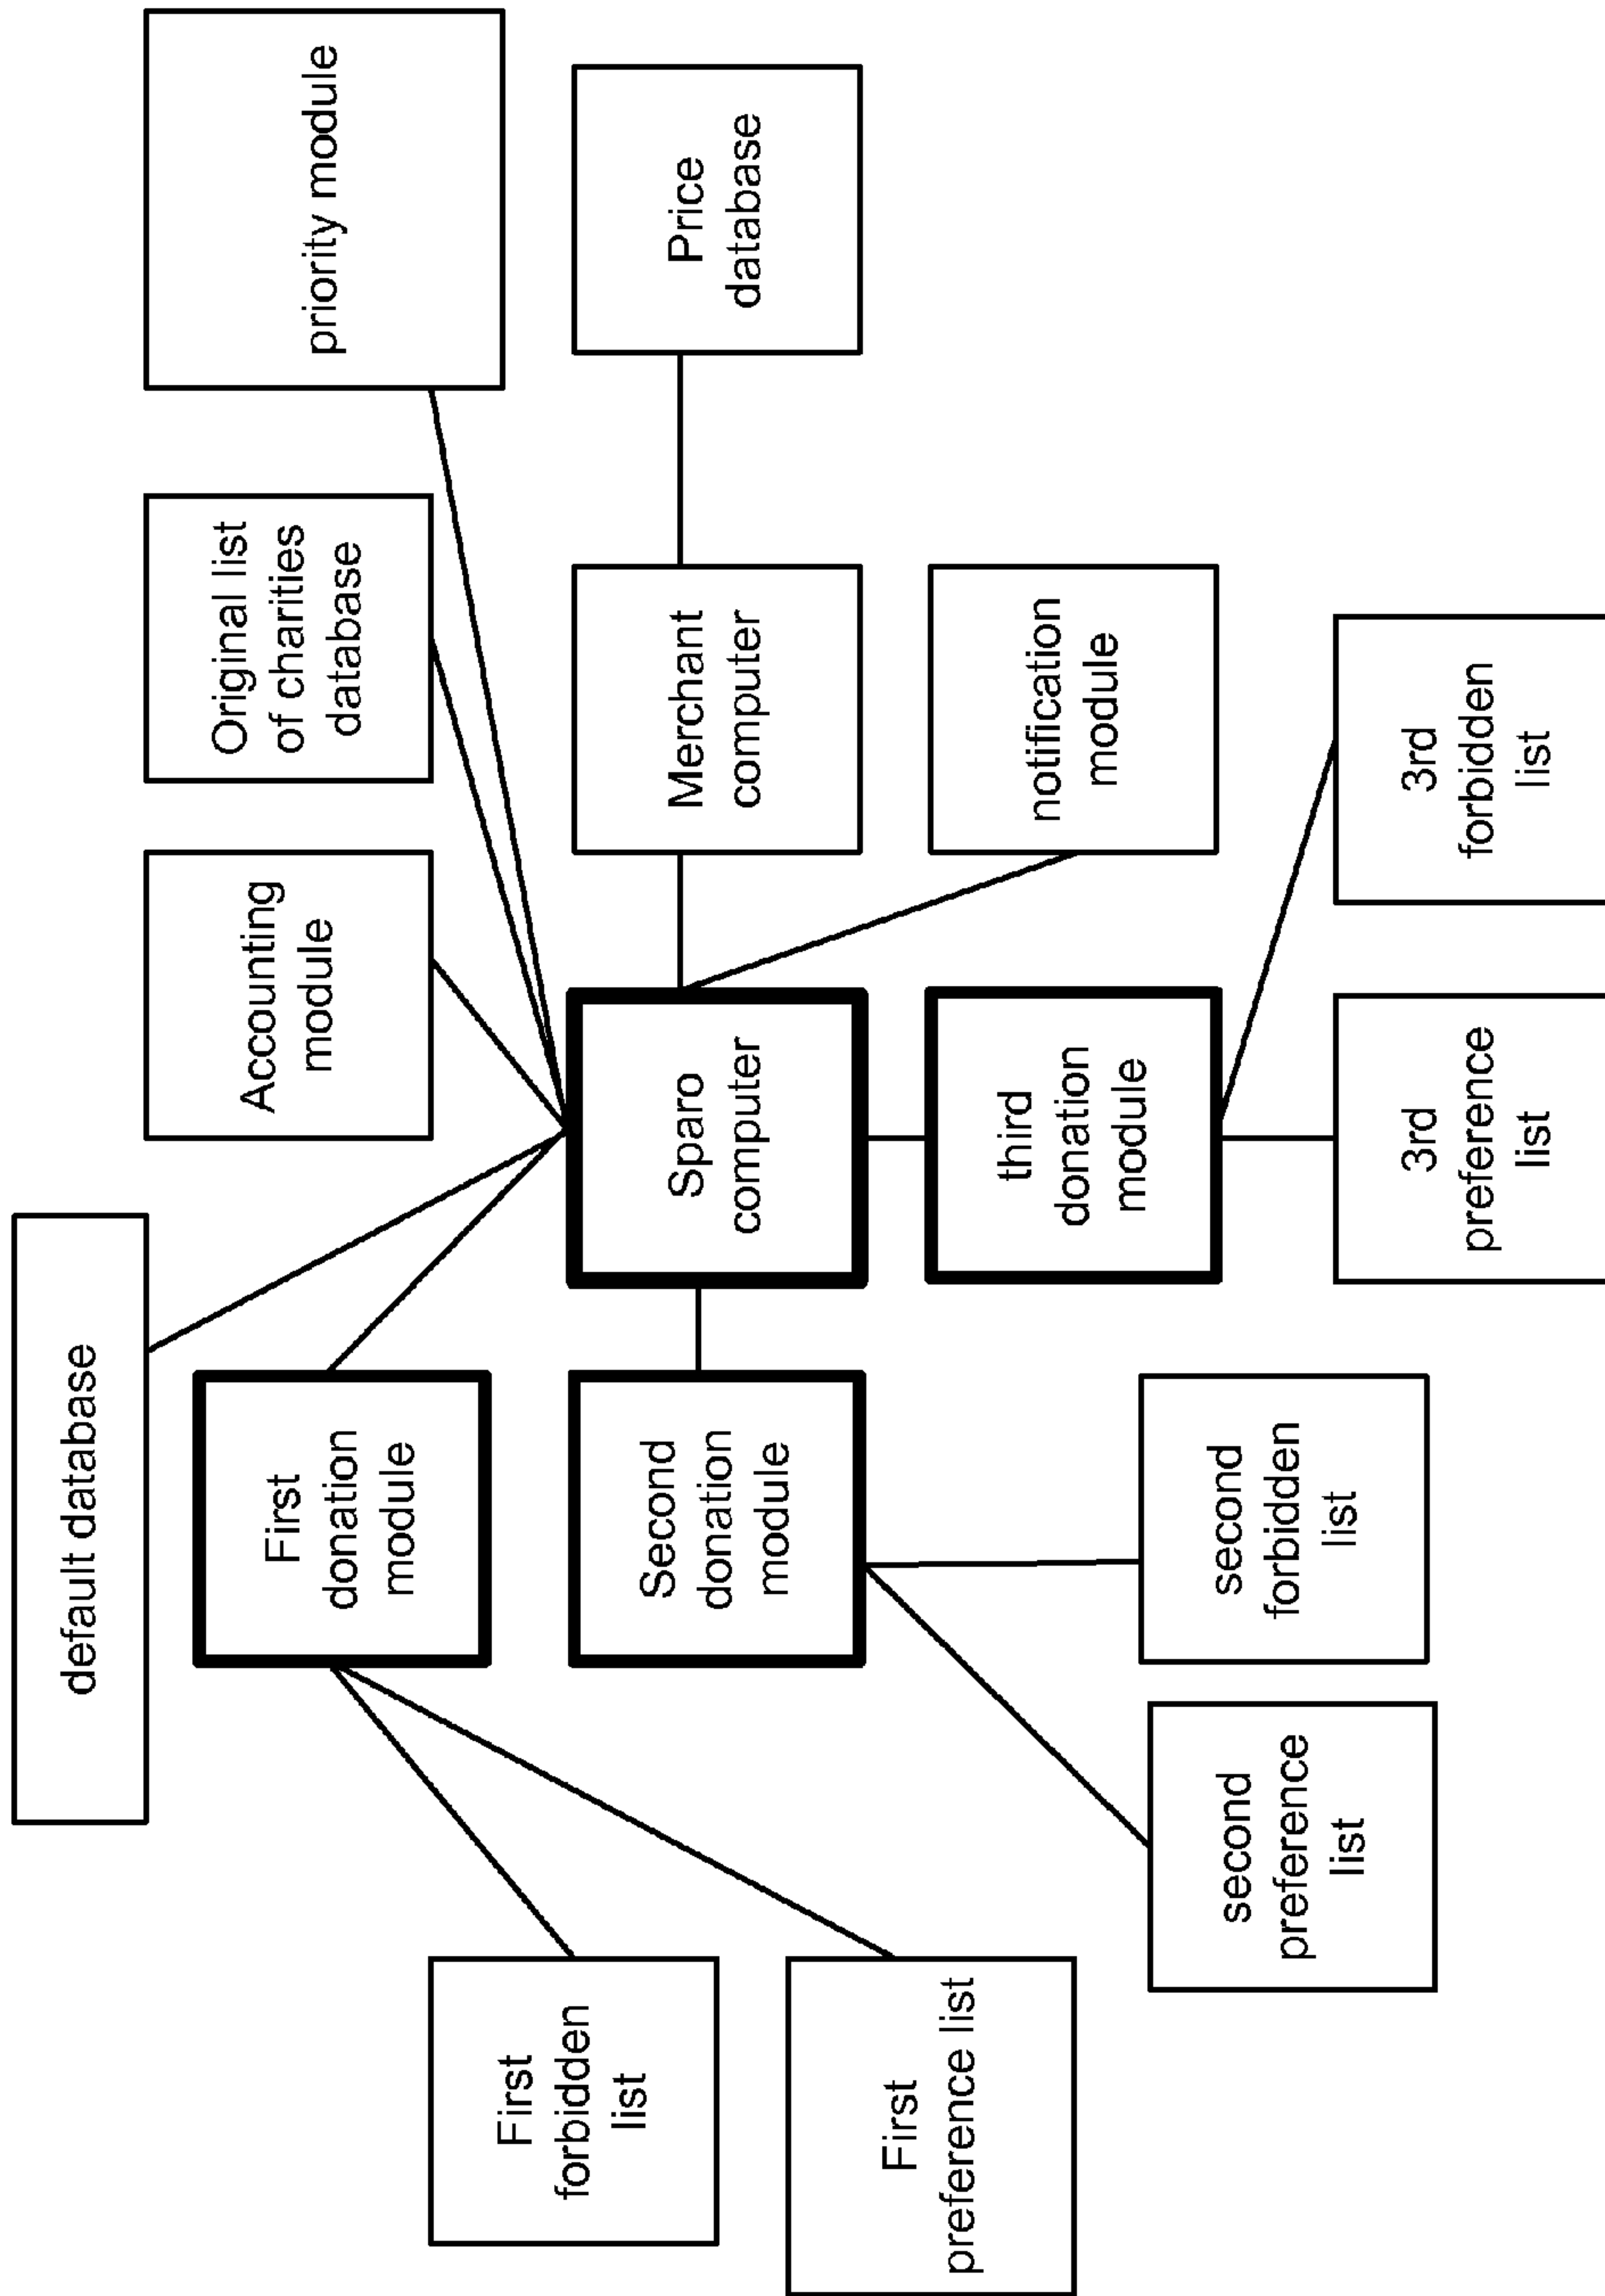 default database
First
donation
module
Accounting
module
Original list
of charities
database
priority module
First
forbidden
list
First
preference list
Second
donation
module
Sparo
computer
Merchant
computer
Price
database
second
preference
list
second
forbidden
list
third
donation
module
notification
module
3rd
preference
list
3rd
forbidden
list